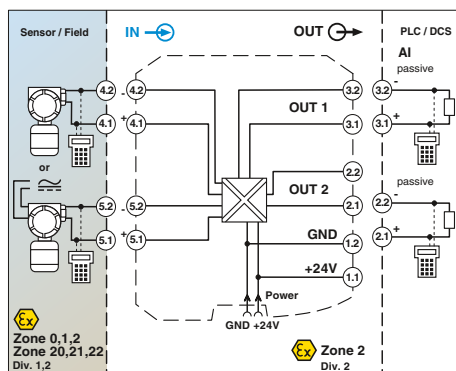 Sensor / Field
IN
OUT
PLC / DCS
AI
passive
4.2
-
4.2
3.2
3.2
-
OUT 1
4.1
+
4.1
3.1
3.1
+
or
2.2
passive
OUT 2
5.2
-
5.2
2.1
2.2
-
5.1
+
5.1
GND
1.2
2.1
+
+24V
1.1
Power
GND +24V
Ex
Zone 0,1,2
Zone 20,21,22
Div. 1,2
Ex
Zone 2
Div. 2